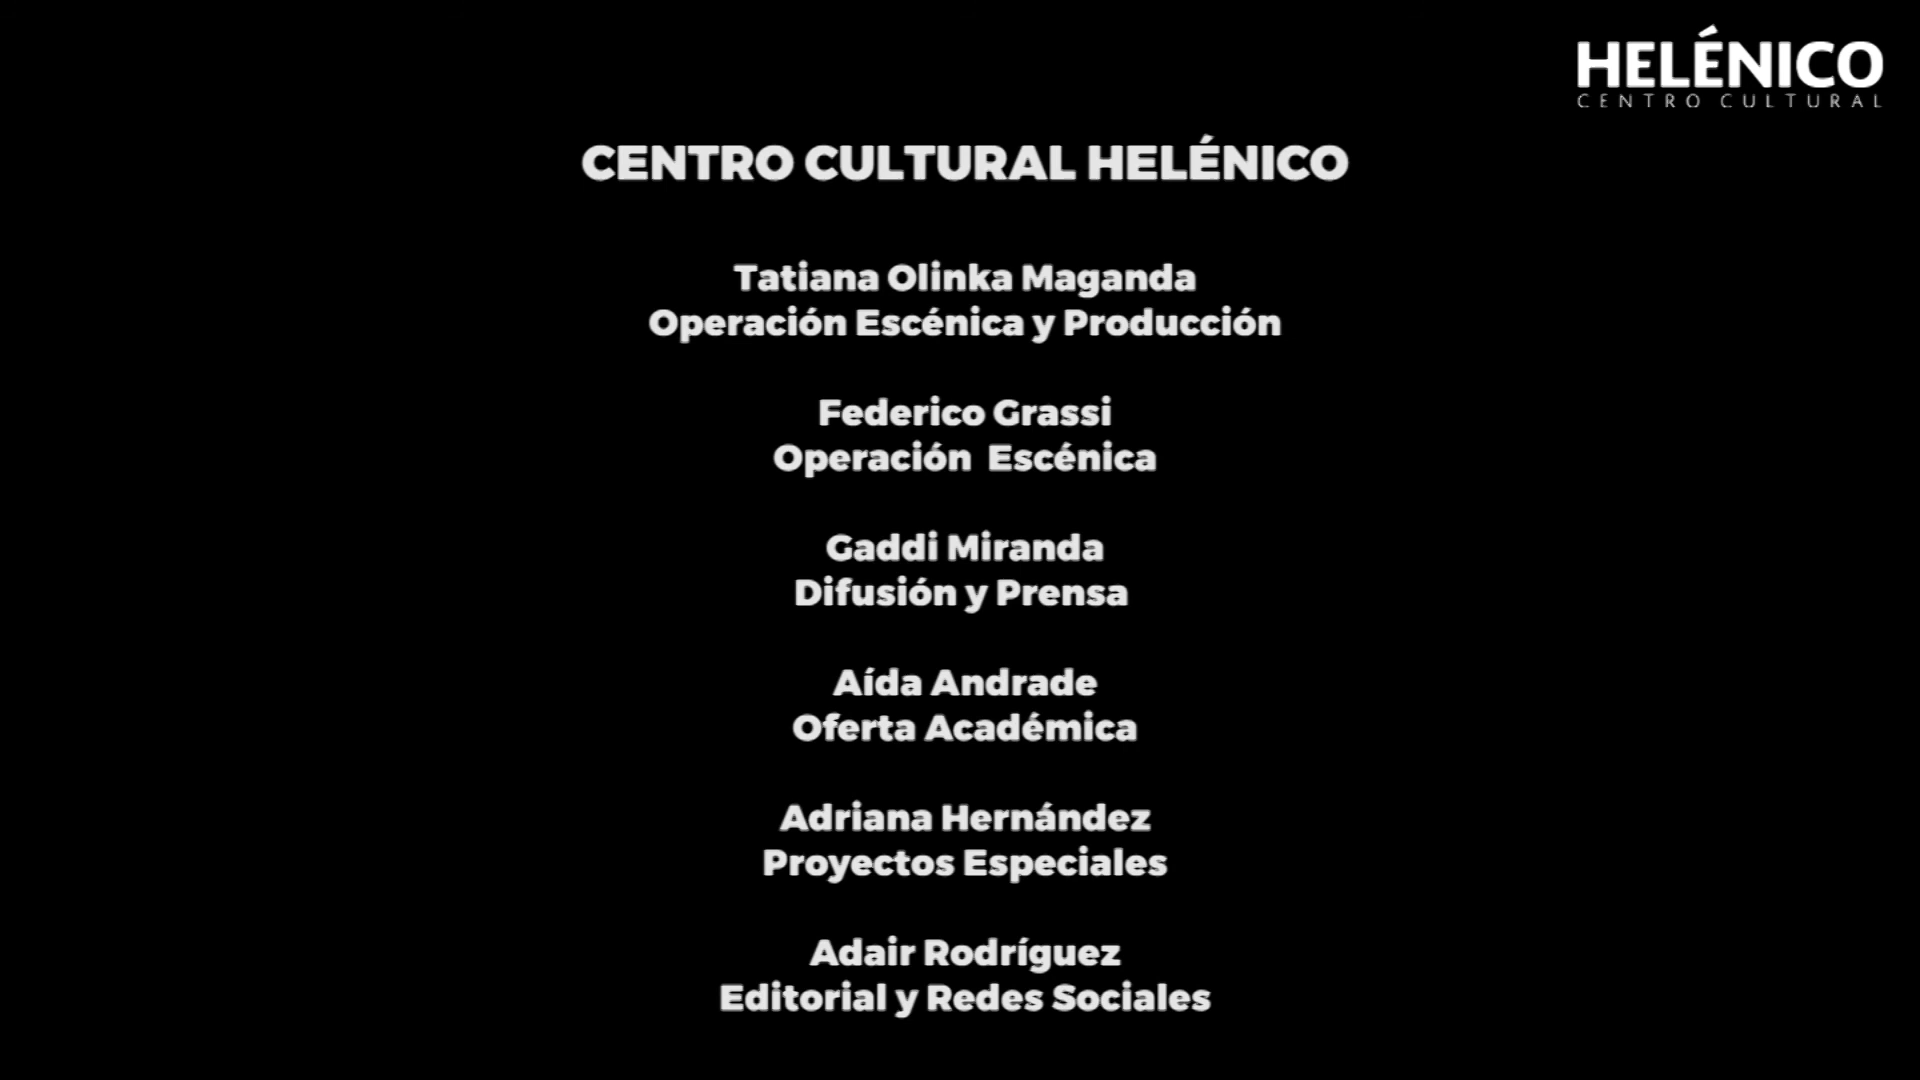 HELÉNICO
CENTRO CULTURAL
CENTRO CULTURAL HELÉNICO
Tatiana Olinka Maganda
Operación Escénica y Producción
Federico Grassi
Operación  Escénica
Gaddi Miranda
Difusión y Prensa
Aída Andrade
Oferta Académica
Adriana Hernández
Proyectos Especiales
Adair Rodríguez
Editorial y Redes Sociales